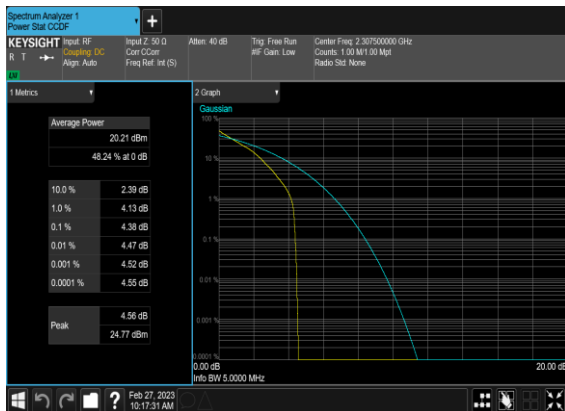 Spectrum Analyzer 1
Power Stat CCDF
KEYSIGHT
R T
LXI
Input: RF
Coupling: DC
Align: Auto
Input Z: 50 Ω
Corr CCorr
Freq Ref: Int (S)
Atten: 40 dB
Trig: Free Run
#IF Gain: Low
Center Freq: 2.307500000 GHz
Counts: 1.00 M/1.00 Mpt
Radio Std: None
1 Metrics
Average Power
20.21 dBm
48.24 % at 0 dB
10.0 % 2.39 dB
1.0 % 4.13 dB
0.1 % 4.38 dB
0.01 % 4.47 dB
0.001 % 4.52 dB
0.0001 % 4.55 dB
Peak
4.56 dB
24.77 dBm
2 Graph
Gaussian
100 %
10 %
1 %
0.1 %
0.01 %
0.001 %
0.0001 %
0.00 dB
20.00 dB
Info BW 5.0000 MHz
?
Feb 27, 2023
10:17:31 AM